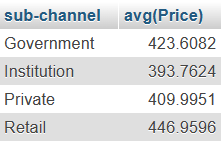 sub-channel avg(Price)
Government 423.6082
Institution 393.7624
Private 409.9951
Retail 446.9596